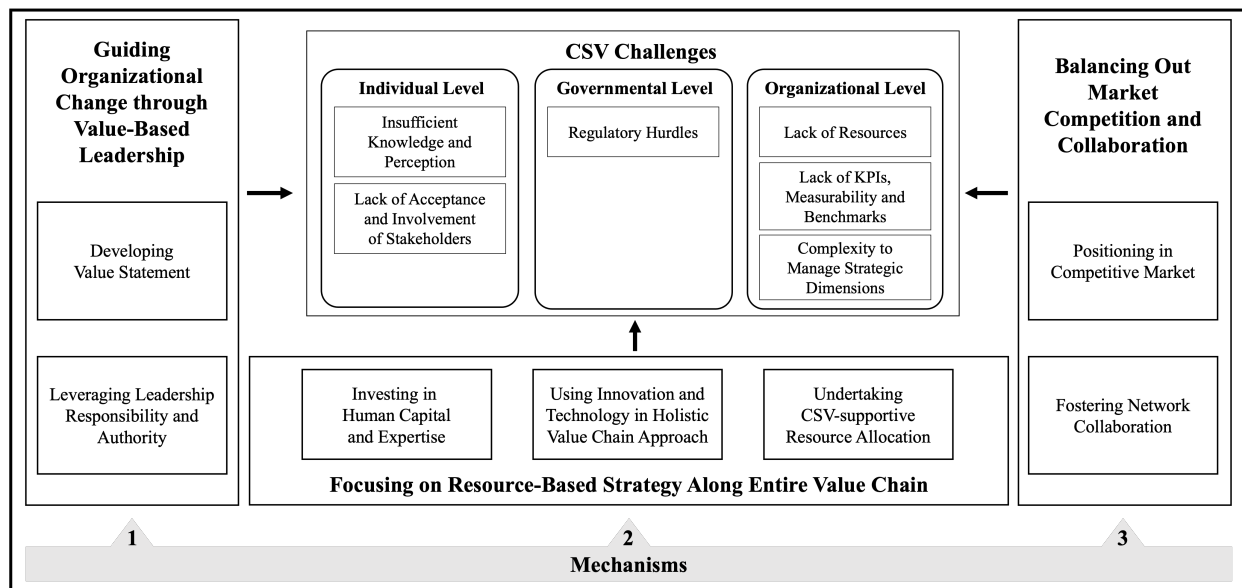 Guiding
Organizational
Change through
Value-Based
Leadership
Developing
Value Statement
Leveraging Leadership
Responsibility and
Authority
CSV Challenges
Individual Level
Insufficient
Knowledge and
Perception
Lack of Acceptance
and Involvement
of Stakeholders
Governmental Level
Regulatory Hurdles
Organizational Level
Lack of Resources
Lack of KPIs,
Measurability and
Benchmarks
Complexity to
Manage Strategic
Dimensions
Investing in
Human Capital
and Expertise
Using Innovation and
Technology in Holistic
Value Chain Approach
Undertaking
CSV-supportive
Resource Allocation
Focusing on Resource-Based Strategy Along Entire Value Chain
Balancing Out
Market
Competition and
Collaboration
Positioning in
Competitive Market
Fostering Network
Collaboration
1
2
3
Mechanisms